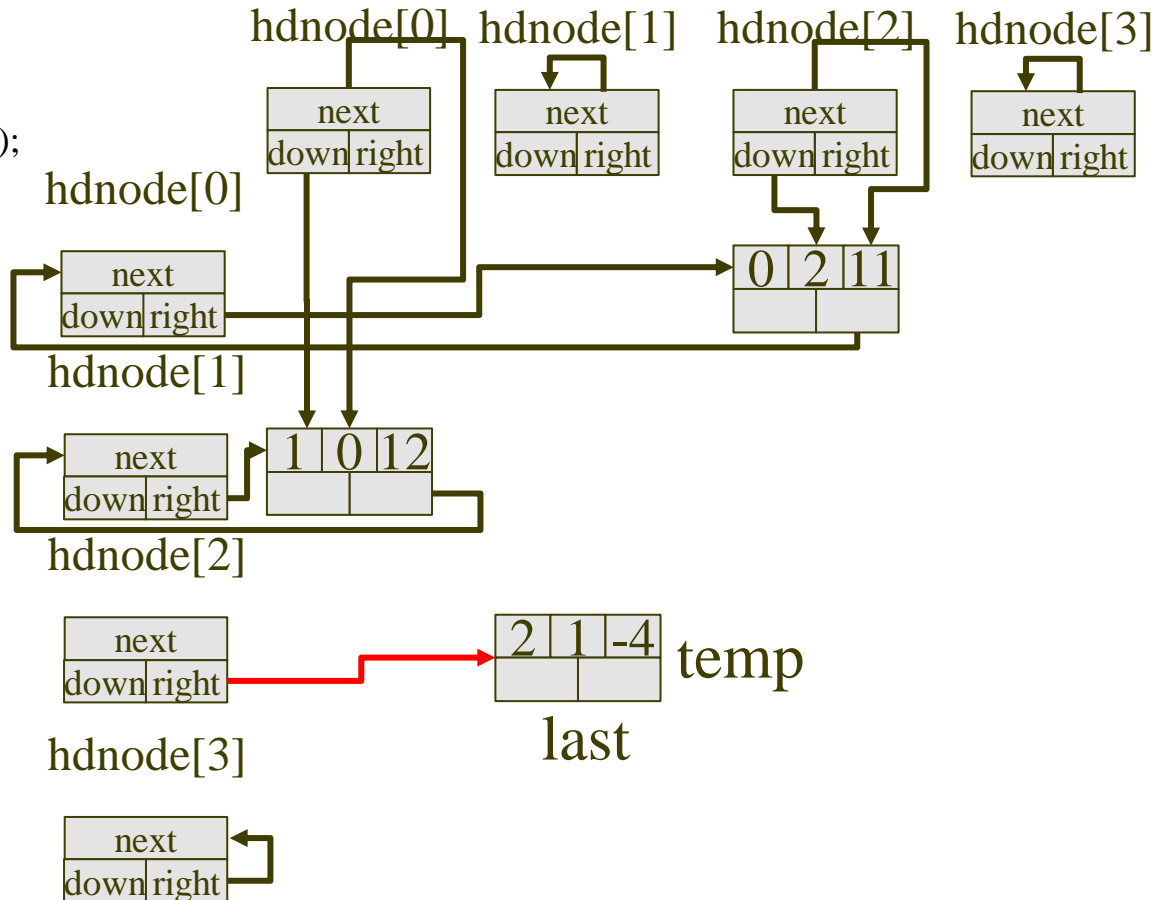 hdnode[0] hdnode[1] hdnode[2] hdnode[3]
next next next next
down right down right down right down right
);
hdnode[0]
next 0 2 11
down right
hdnode[1]
next 1 0 12
down right
hdnode[2]
next 2 1 -4 temp
down right
last
hdnode[3]
next
down right